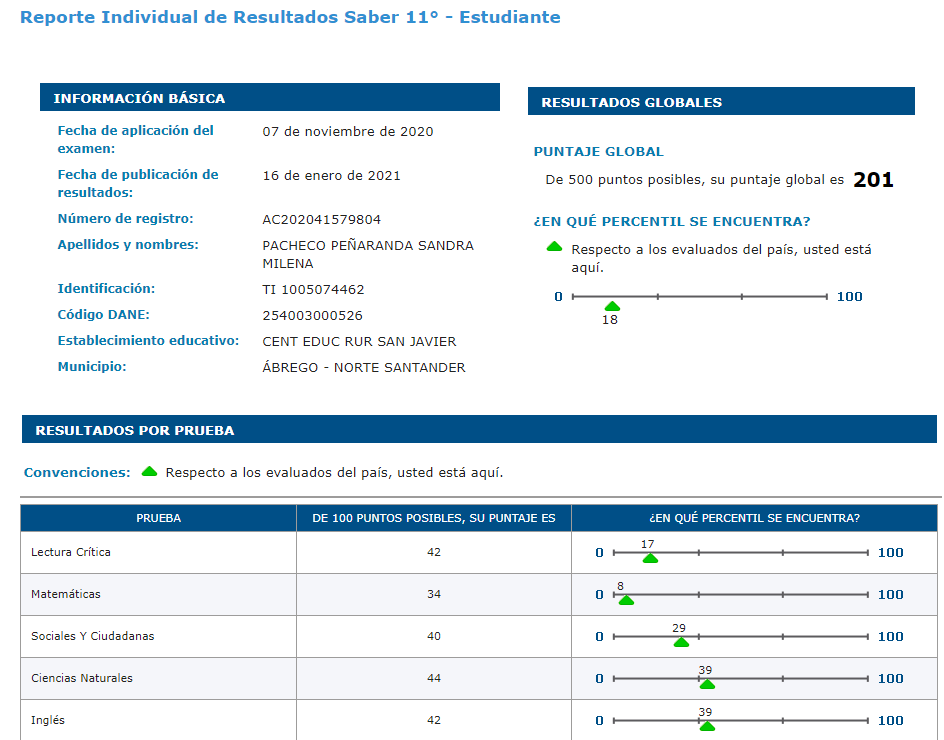 Reporte Individual de Resultados Saber 11° - Estudiante
INFORMACIÓN BÁSICA
Fecha de aplicación del examen: 07 de noviembre de 2020
Fecha de publicación de resultados: 16 de enero de 2021
Número de registro: AC202041579804
Apellidos y nombres: PACHECO PEÑARANDA SANDRA MILENA
Identificación: TI 1005074462
Código DANE: 254003000526
Establecimiento educativo: CENT EDUC RUR SAN JAVIER
Municipio: ÁBREGO - NORTE SANTANDER
RESULTADOS GLOBALES
PUNTAJE GLOBAL
De 500 puntos posibles, su puntaje global es 201
¿EN QUÉ PERCENTIL SE ENCUENTRA?
Respecto a los evaluados del país, usted está
aquí.
0 100
18
RESULTADOS POR PRUEBA
Convenciones: Respecto a los evaluados del país, usted está aquí.
PRUEBA DE 100 PUNTOS POSIBLES, SU PUNTAJE ES ¿EN QUÉ PERCENTIL SE ENCUENTRA?
Lectura Crítica 42 0 17 100
Matemáticas 34 0 8 100
Sociales Y Ciudadanas 40 0 29 100
Ciencias Naturales 44 0 39 100
Inglés 42 0 39 100